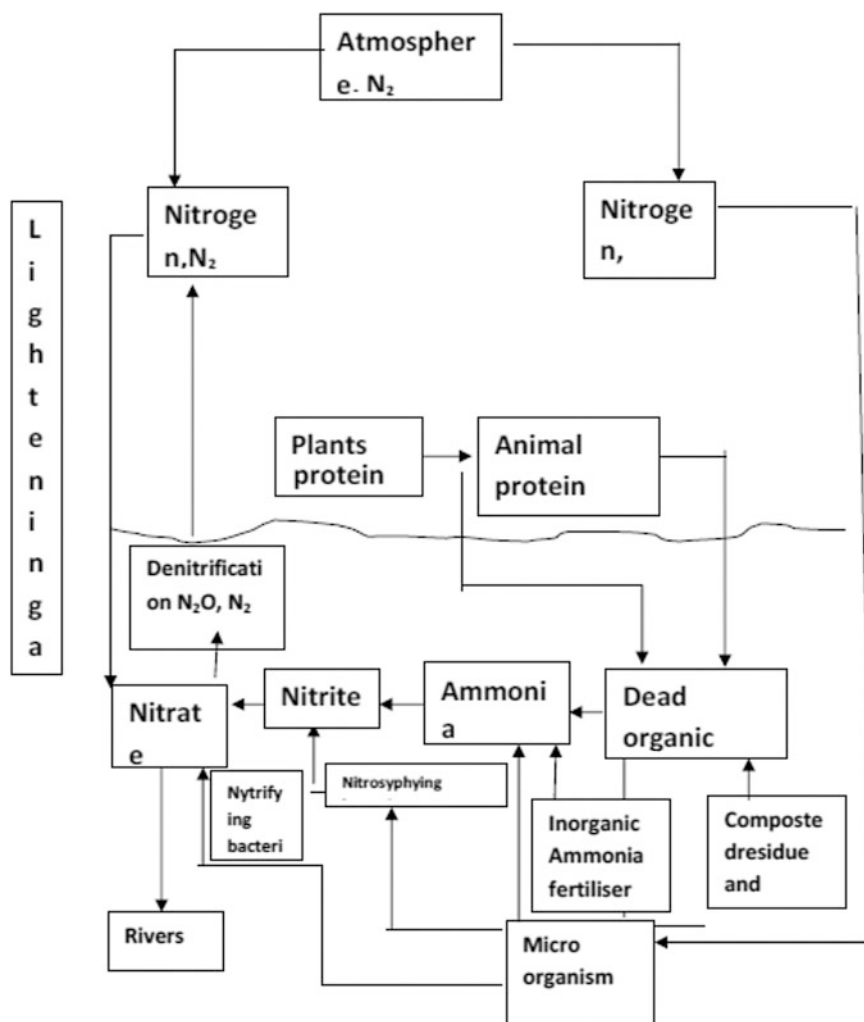 Atmospher
e. N₂
Nitroge
n,N₂
Nitroge
n,
L
i
g
h
t
e
n
i
n
g
a
Plants
protein
Animal
protein
Denitrificati
on N₂O, N₂
Nitrat
e
Nitrite
Ammoni
a
Dead
organic
Nytrify
ing
bacteri
Nitrosyphying
Inorganic
Ammonia
fertiliser
Composte
dresidue
and
Rivers
Micro
organism